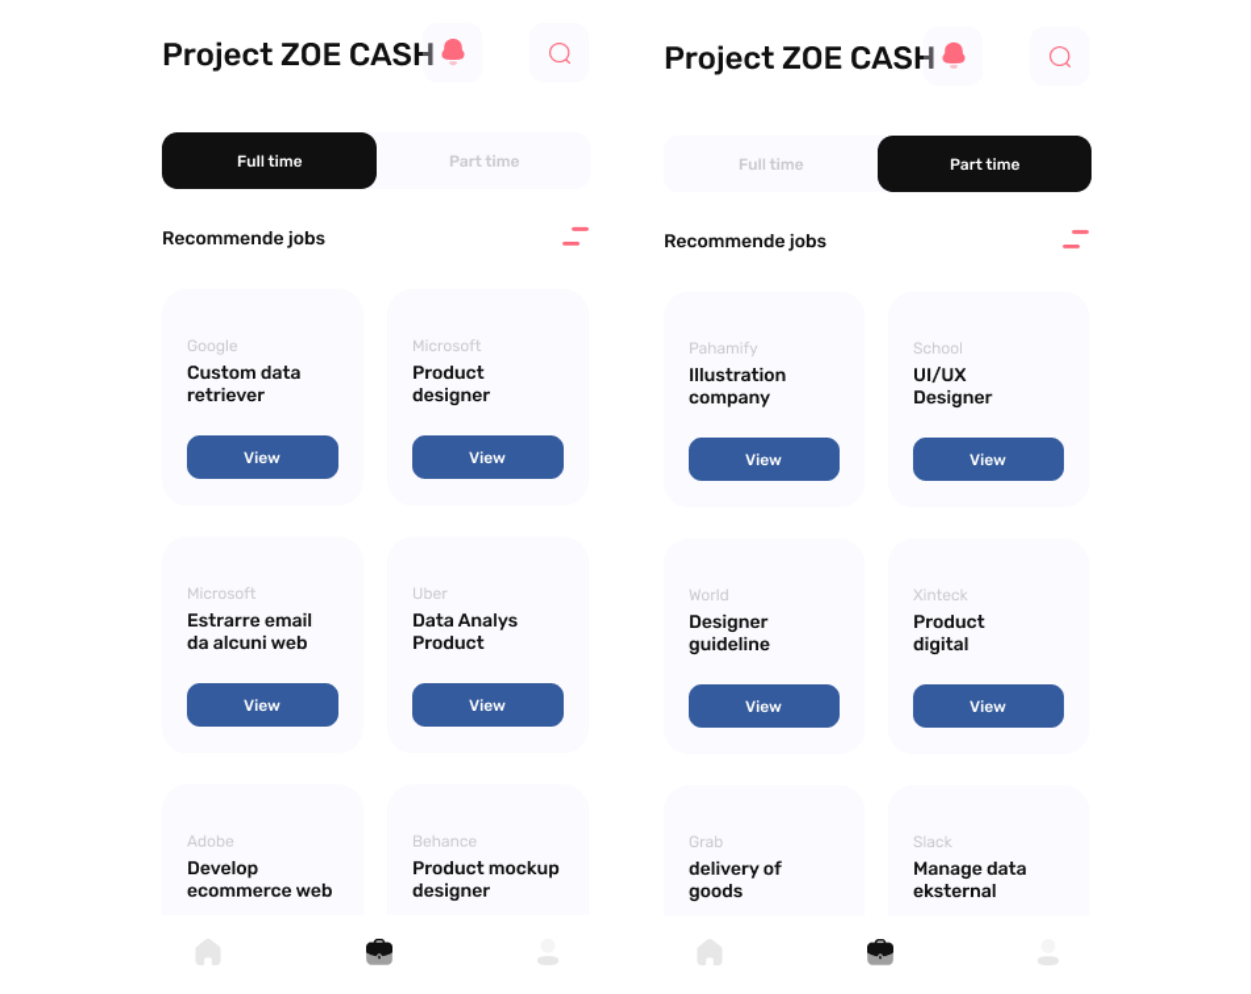 Project ZOE CASH
Full time
Part time
Recommende jobs
Google
Custom data
retriever
View
Microsoft
Product
designer
View
Microsoft
Estrarre email
da alcuni web
View
Uber
Data Analys
Product
View
Adobe
Develop
ecommerce web
Behance
Product mockup
designer
Project ZOE CASH
Full time
Part time
Recommende jobs
Pahamify
Illustration
company
View
School
UI/UX
Designer
View
World
Designer
guideline
View
Xinteck
Product
digital
View
Grab
delivery of
goods
Slack
Manage data
eksternal